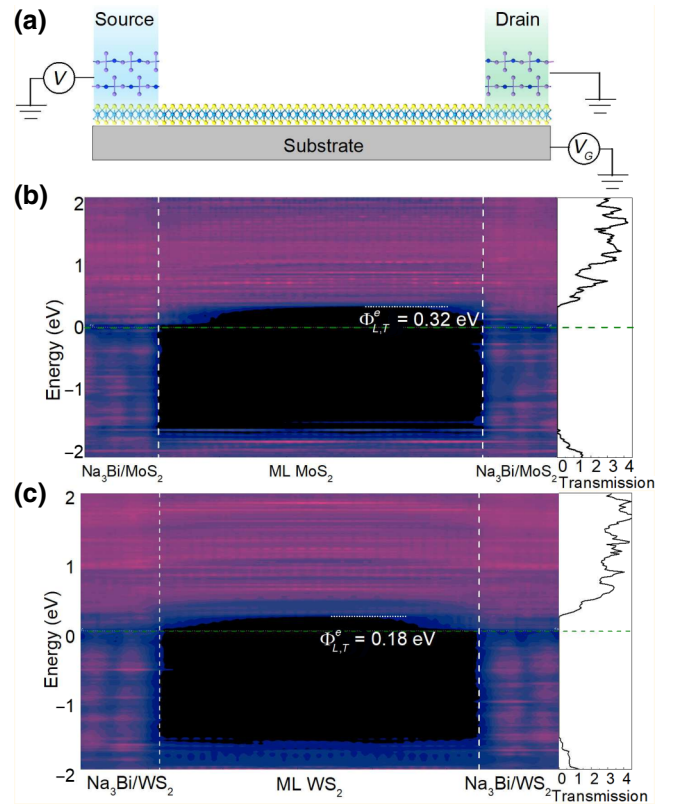 (a)
Source
Drain
V
Substrate
V_G
(b)
2
1
0
−1
−2
Energy (eV)
Φ^e_{L,T} = 0.32 eV
Na₃Bi/MoS₂
ML MoS₂
Na₃Bi/MoS₂
0 1 2 3 4
Transmission
(c)
2
1
0
−1
−2
Energy (eV)
Φ^e_{L,T} = 0.18 eV
Na₃Bi/WS₂
ML WS₂
Na₃Bi/WS₂
0 1 2 3 4
Transmission